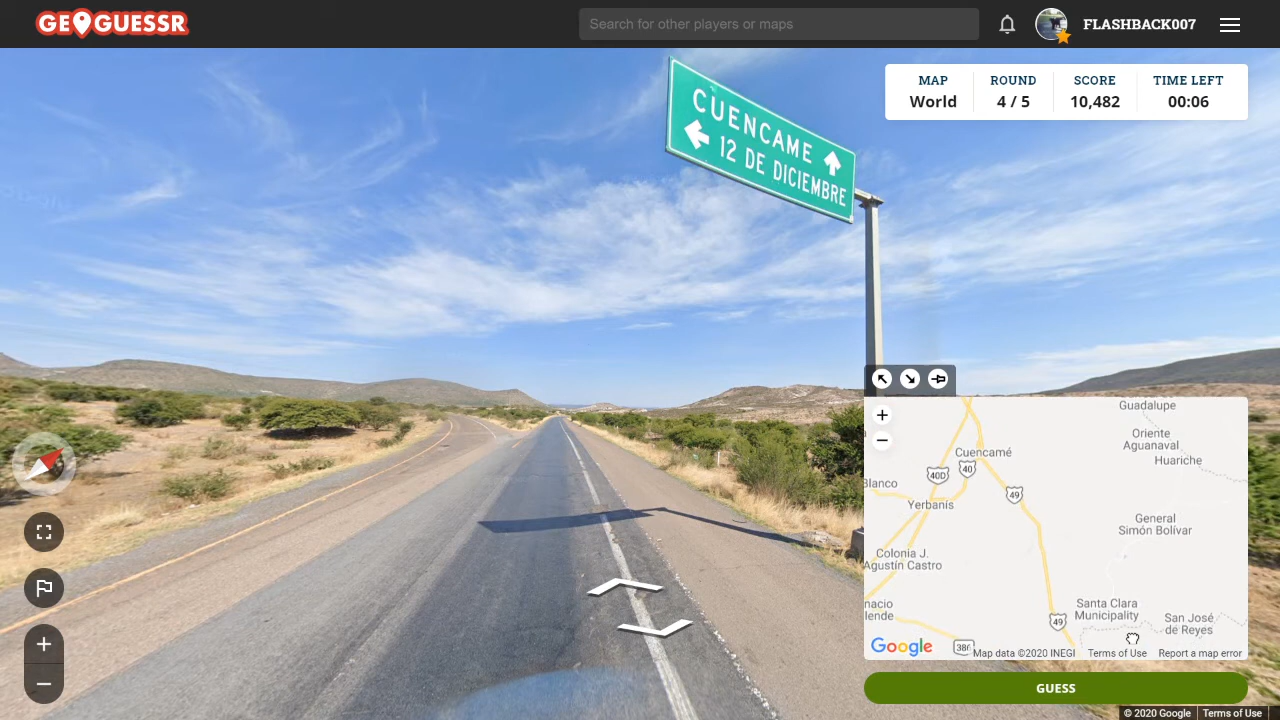 GEOGUESSR
Search for other players or maps
FLASHBACK007
MAP
World
ROUND
4 / 5
SCORE
10,482
TIME LEFT
00:06
CUENCAME
12 DE DICIEMBRE
Guadalupe
Oriente
Aguanaval
Huariche
Cuencamé
40D
40
49
Blanco
Yerbanís
General
Simón Bolívar
Colonia J.
Agustín Castro
nacio
lende
Santa Clara
Municipality
San José
de Reyes
49
386
Google
Map data ©2020 INEGI
Terms of Use
Report a map error
GUESS
© 2020 Google
Terms of Use